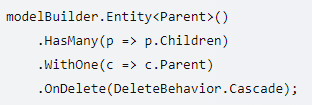 modelBuilder.Entity<Parent>()
    .HasMany(p => p.Children)
    .WithOne(c => c.Parent)
    .OnDelete(DeleteBehavior.Cascade);